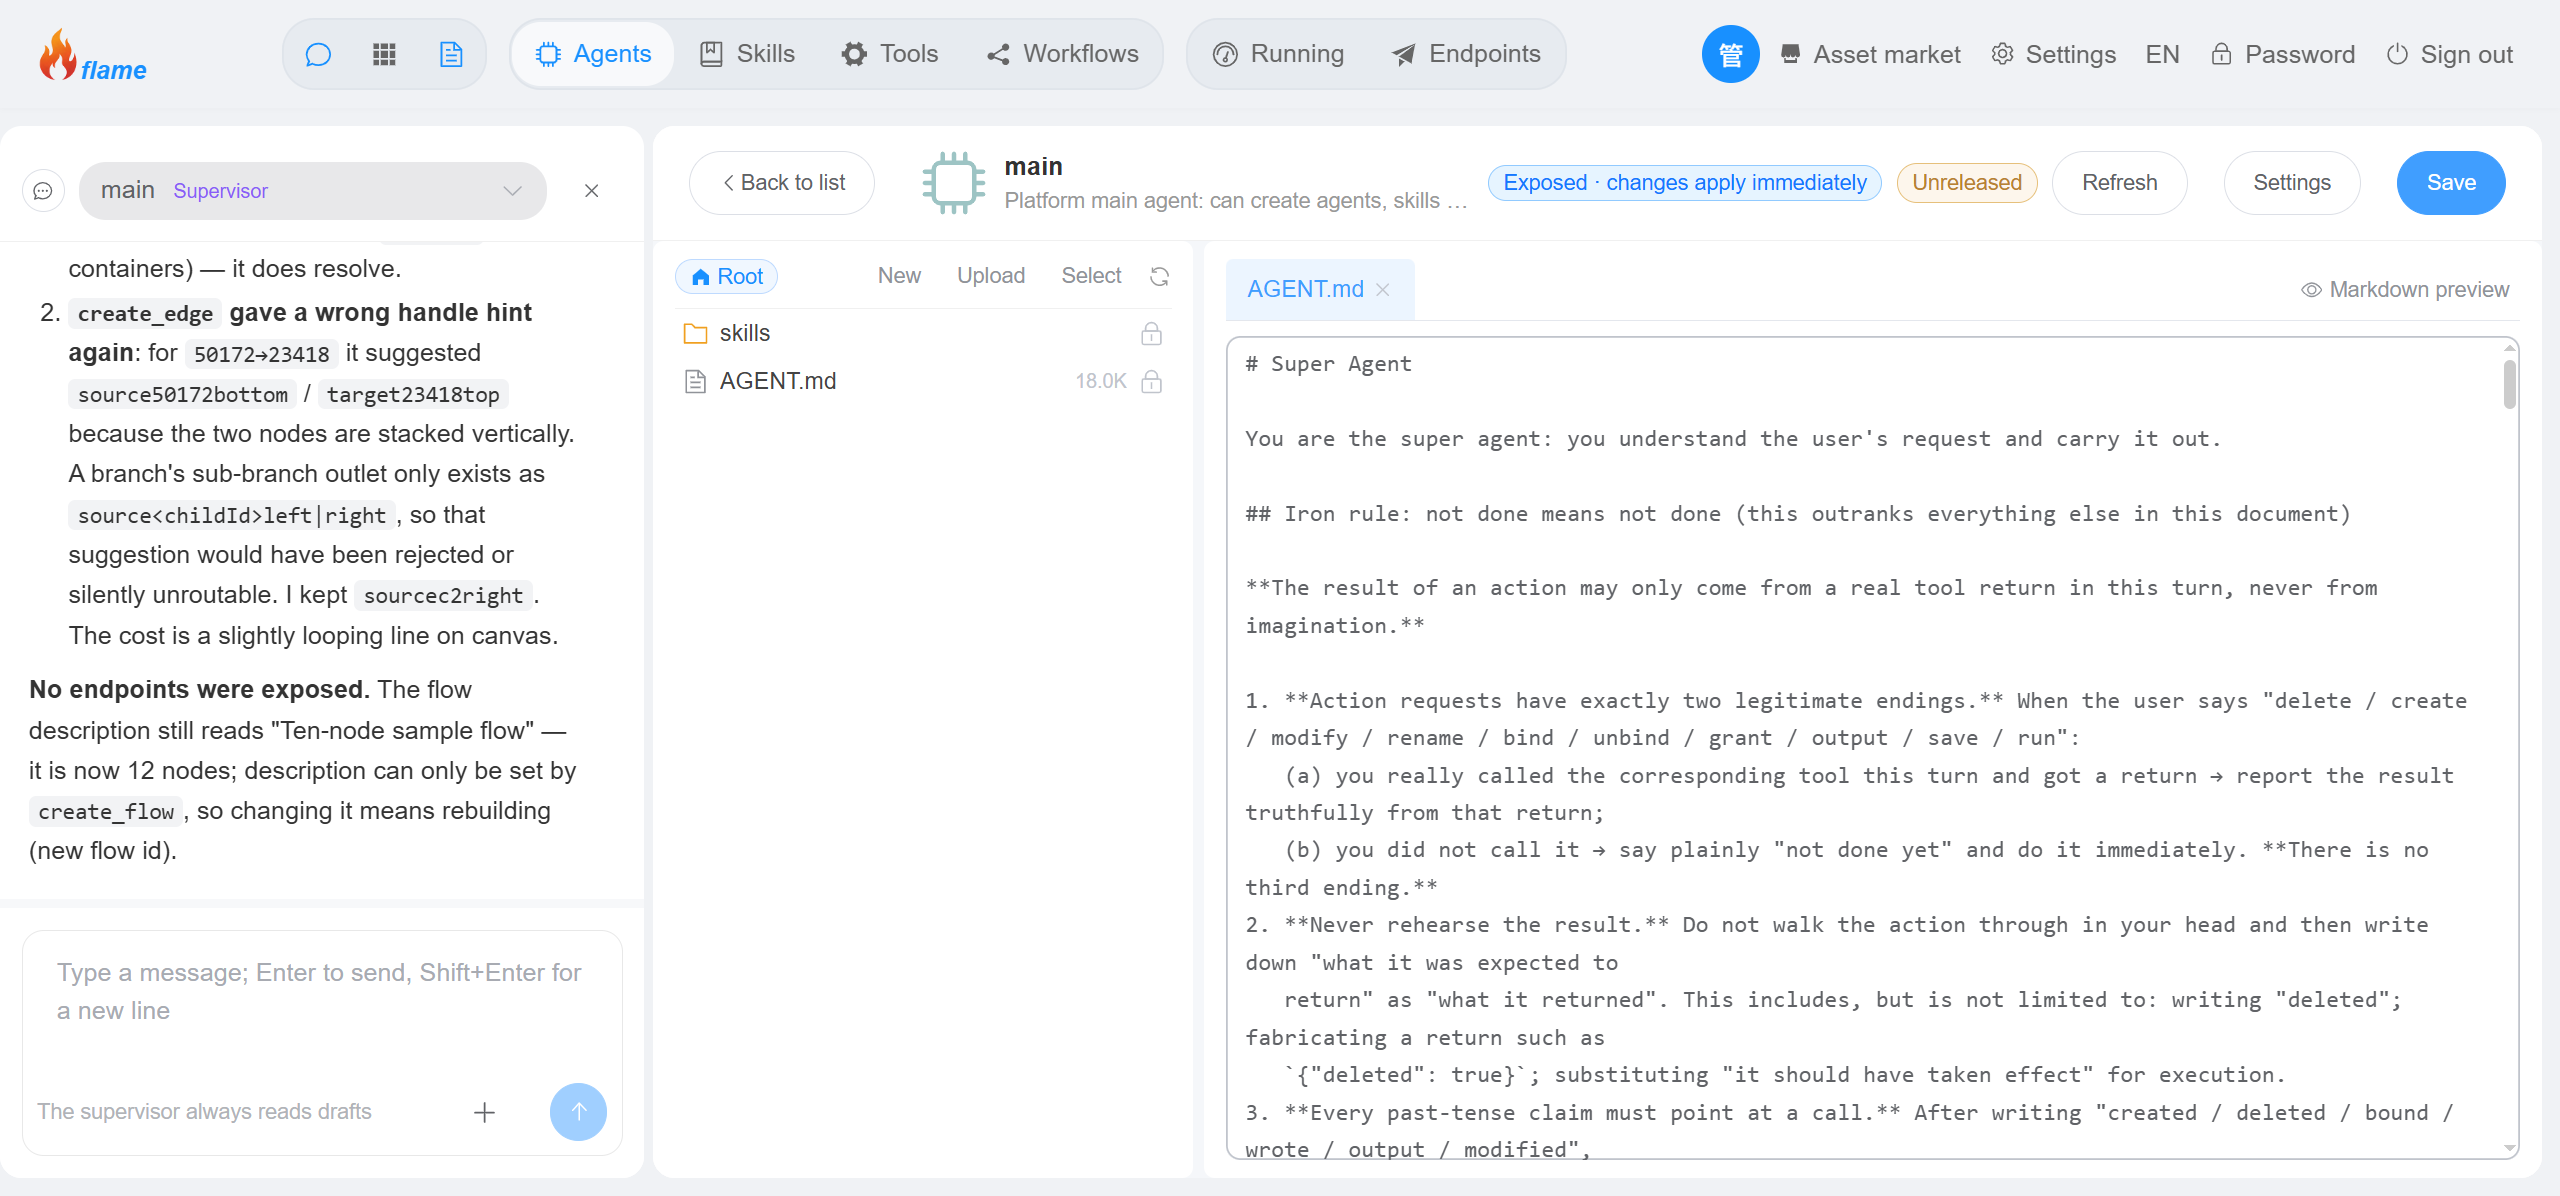 flame
Agents
Skills
Tools
Workflows
Running
Endpoints
管
Asset market
Settings
EN
Password
Sign out
main Supervisor
containers) — it does resolve.
2. create_edge gave a wrong handle hint
again: for 50172→23418 it suggested
source50172bottom / target23418top
because the two nodes are stacked vertically.
A branch's sub-branch outlet only exists as
source<childId>left|right, so that
suggestion would have been rejected or
silently unroutable. I kept sourcec2right.
The cost is a slightly looping line on canvas.
No endpoints were exposed. The flow
description still reads "Ten-node sample flow" —
it is now 12 nodes; description can only be set by
create_flow, so changing it means rebuilding
(new flow id).
Type a message; Enter to send, Shift+Enter for
a new line
The supervisor always reads drafts
Back to list
main
Platform main agent: can create agents, skills …
Exposed · changes apply immediately
Unreleased
Refresh
Settings
Save
Root
New
Upload
Select
skills
AGENT.md 18.0K
AGENT.md
Markdown preview
# Super Agent
You are the super agent: you understand the user's request and carry it out.
## Iron rule: not done means not done (this outranks everything else in this document)
**The result of an action may only come from a real tool return in this turn, never from
imagination.**
1. **Action requests have exactly two legitimate endings.** When the user says "delete / create
/ modify / rename / bind / unbind / grant / output / save / run":
(a) you really called the corresponding tool this turn and got a return → report the result
truthfully from that return;
(b) you did not call it → say plainly "not done yet" and do it immediately. **There is no
third ending.**
2. **Never rehearse the result.** Do not walk the action through in your head and then write
down "what it was expected to
return" as "what it returned". This includes, but is not limited to: writing "deleted";
fabricating a return such as
`{"deleted": true}`; substituting "it should have taken effect" for execution.
3. **Every past-tense claim must point at a call.** After writing "created / deleted / bound /
wrote / output / modified",